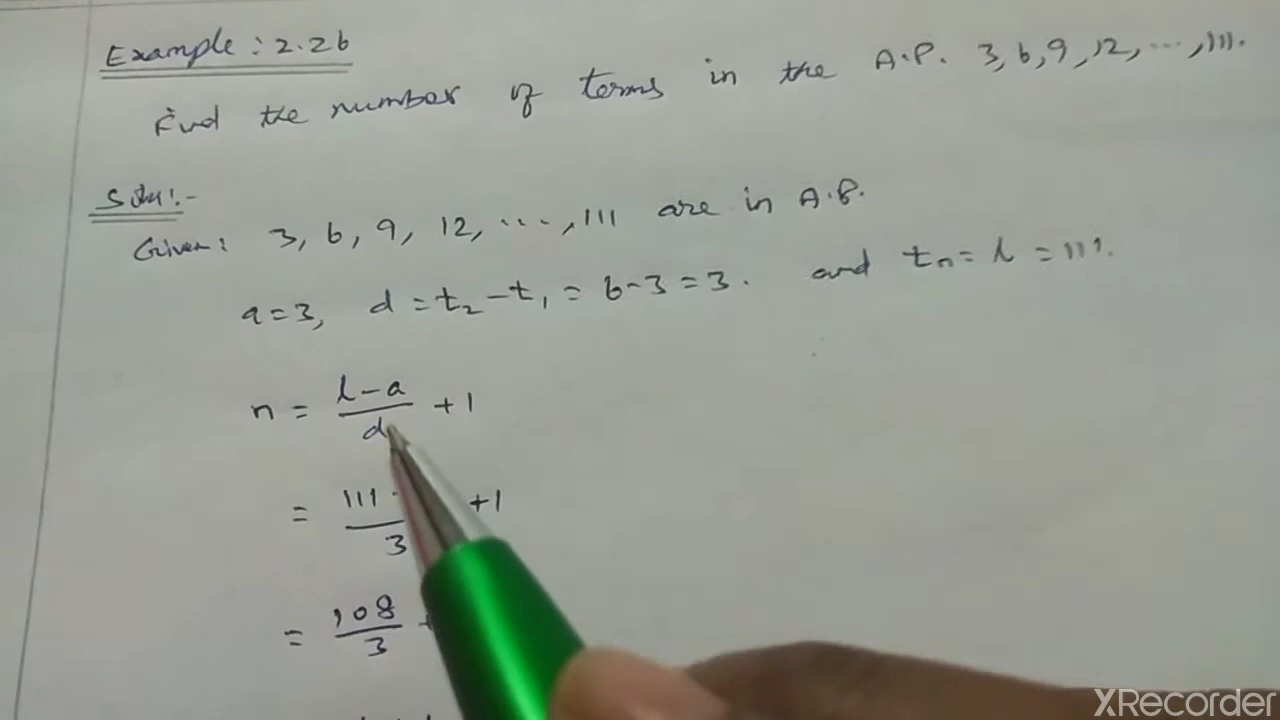 Example : 2.26
Find the number of terms in the A.P. 3, 6, 9, 12, ..., 111.
Soln:-
Given: 3, 6, 9, 12, ...., 111 are in A.P.
a=3, d = t₂ - t₁ = 6-3 = 3. and tₙ = l = 111.
n = (l-a)/d + 1
= 111 - /3 +1
= 108/3
XRecorder